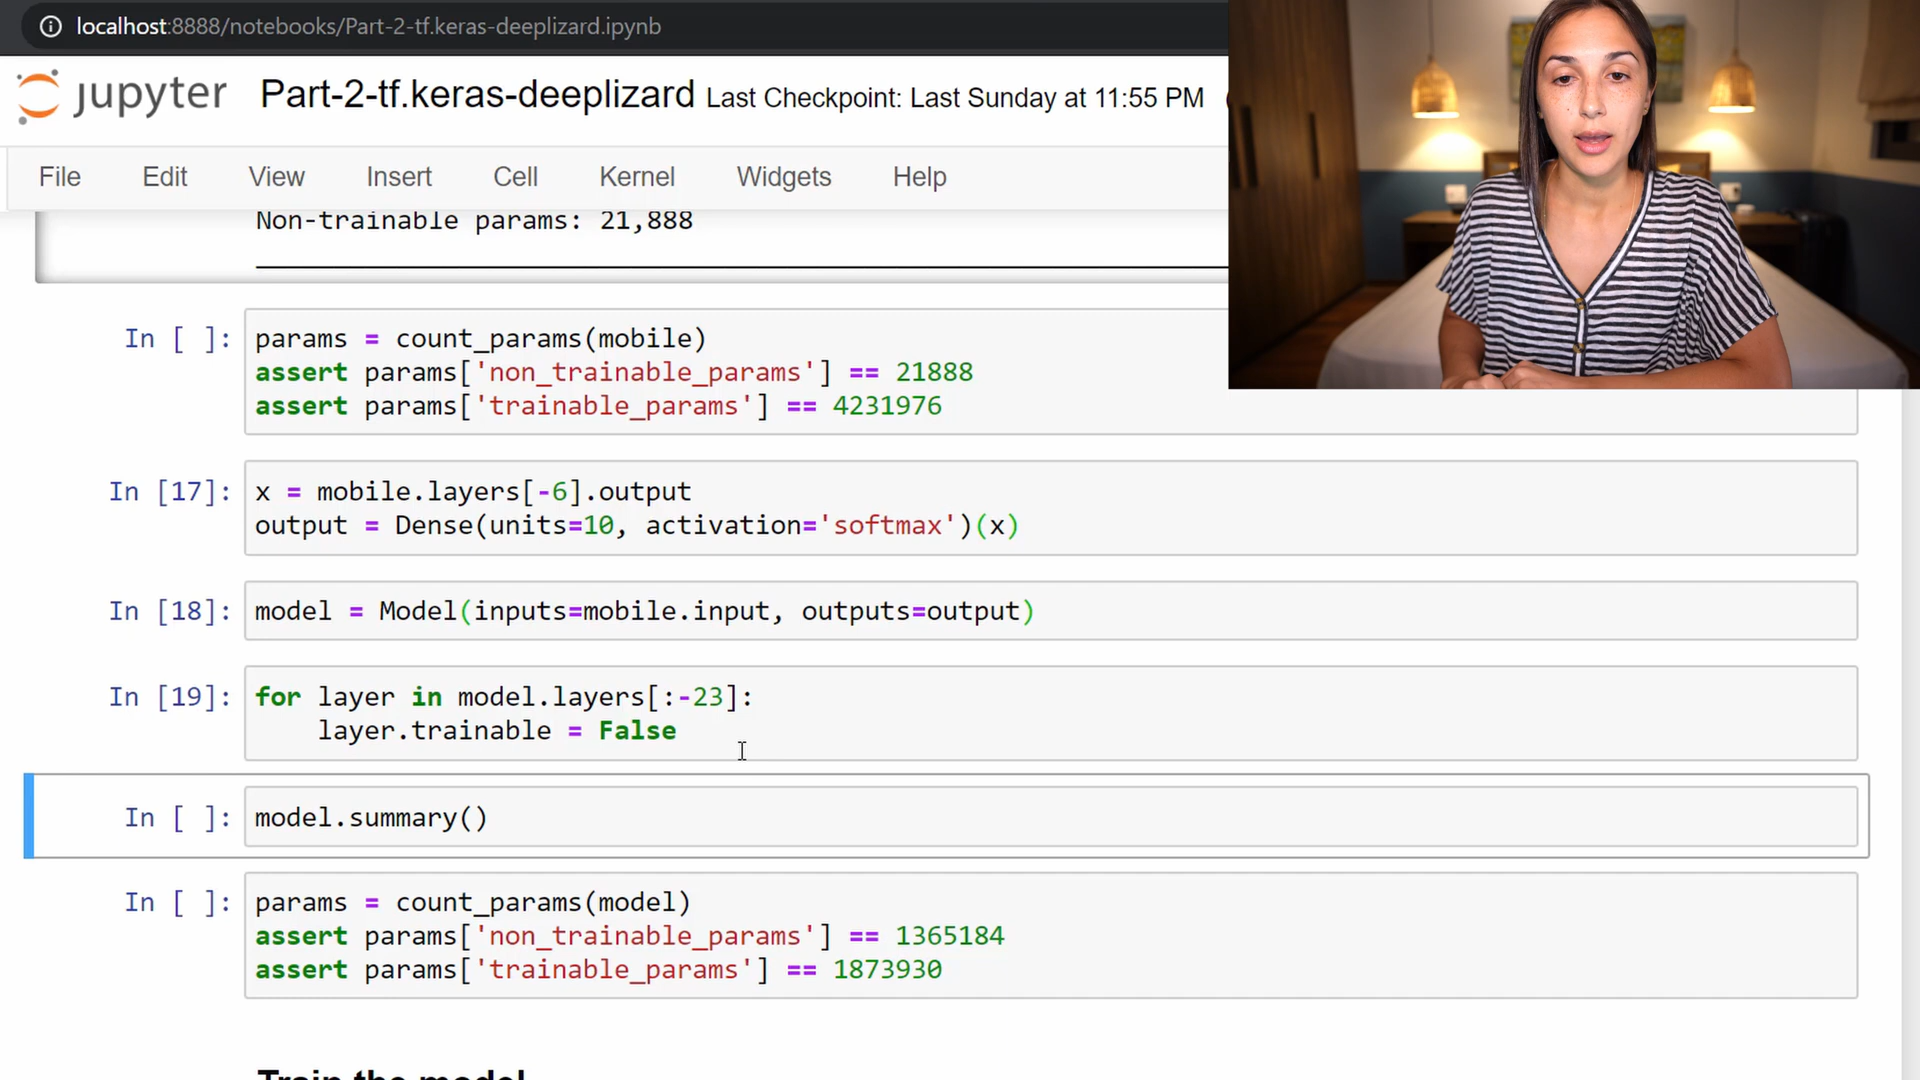 localhost:8888/notebooks/Part-2-tf.keras-deeplizard.ipynb
jupyter Part-2-tf.keras-deeplizard Last Checkpoint: Last Sunday at 11:55 PM
File Edit View Insert Cell Kernel Widgets Help
Non-trainable params: 21,888
In [ ]: params = count_params(mobile)
assert params['non_trainable_params'] == 21888
assert params['trainable_params'] == 4231976
In [17]: x = mobile.layers[-6].output
output = Dense(units=10, activation='softmax')(x)
In [18]: model = Model(inputs=mobile.input, outputs=output)
In [19]: for layer in model.layers[:-23]:
layer.trainable = False
In [ ]: model.summary()
In [ ]: params = count_params(model)
assert params['non_trainable_params'] == 1365184
assert params['trainable_params'] == 1873930
Train the model